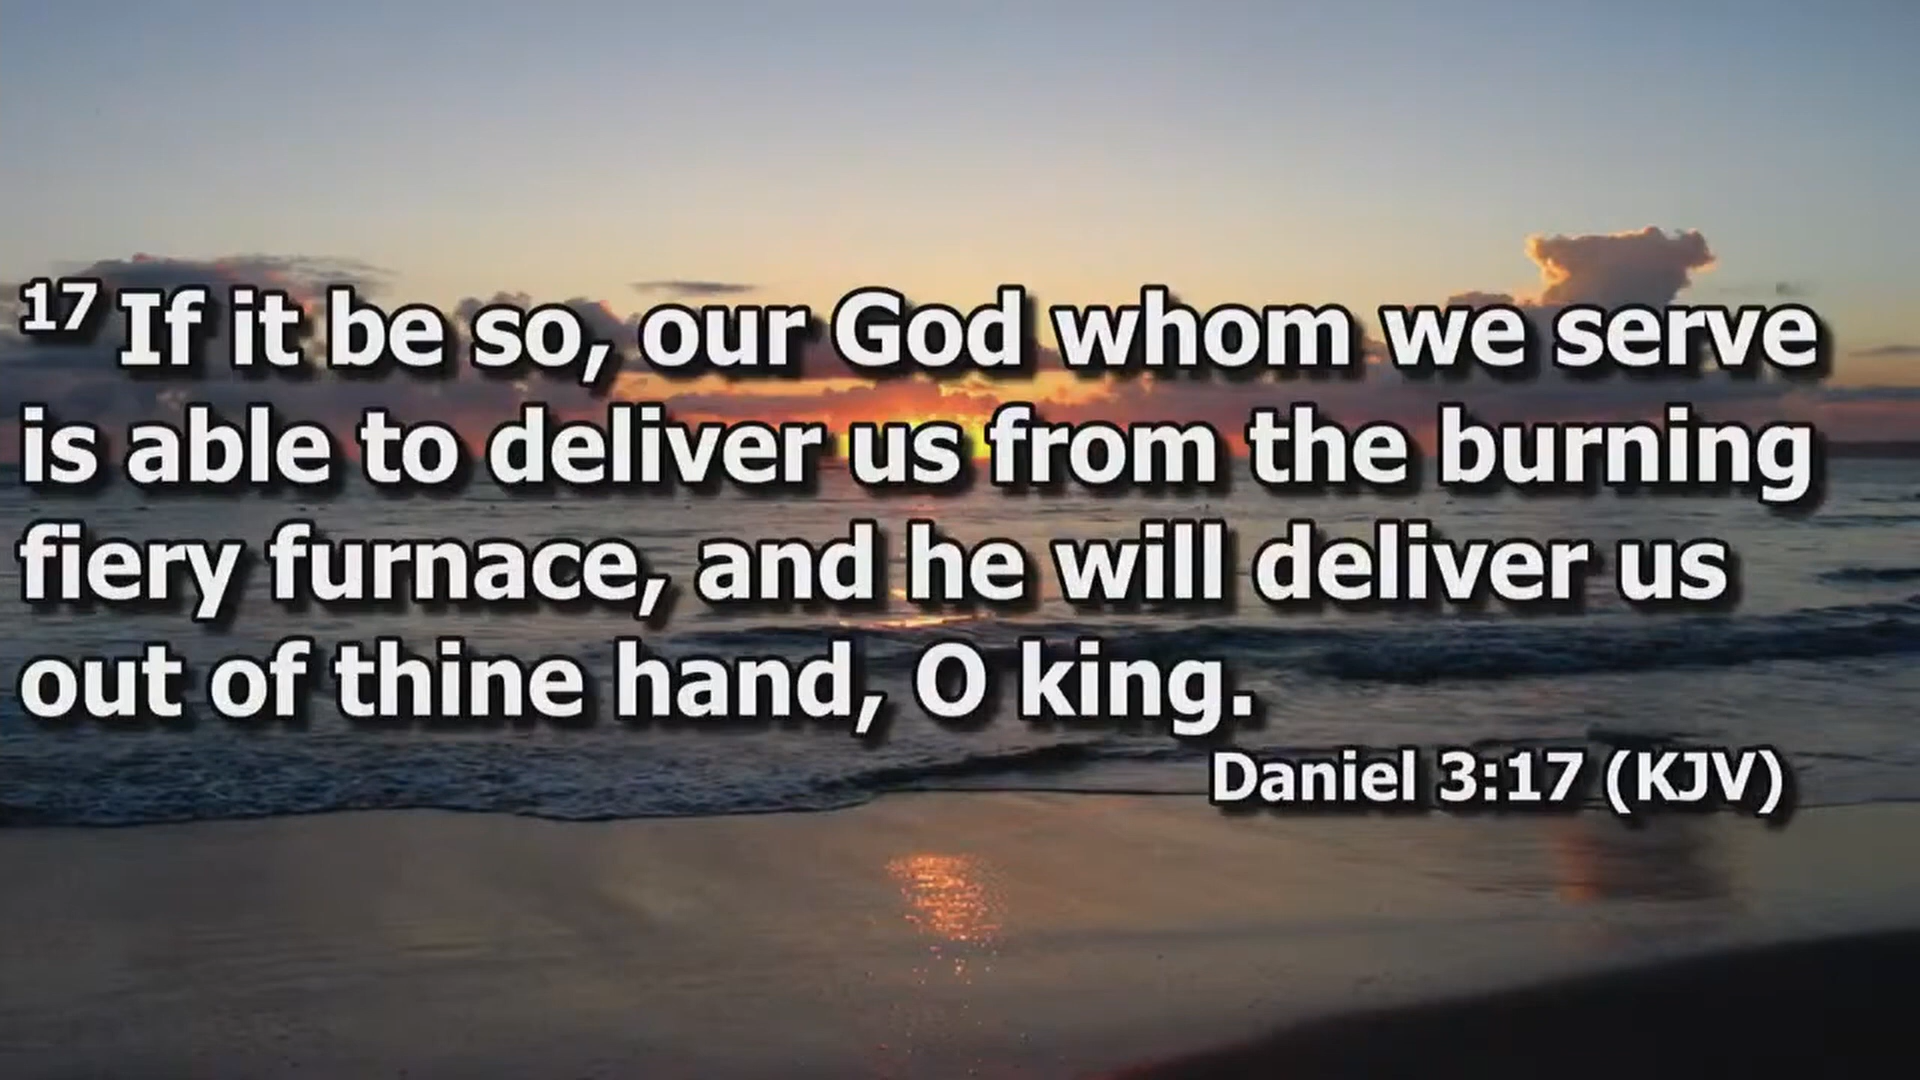 17 If it be so, our God whom we serve
is able to deliver us from the burning
fiery furnace, and he will deliver us
out of thine hand, O king.
Daniel 3:17 (KJV)